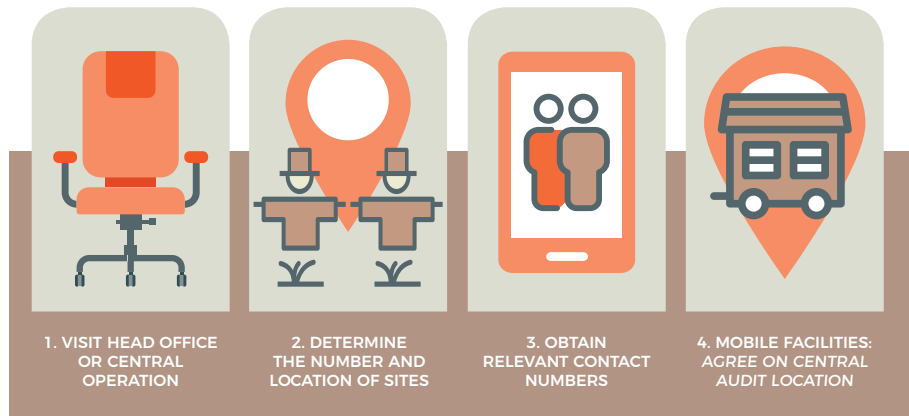 1. VISIT HEAD OFFICE
OR CENTRAL
OPERATION
2. DETERMINE
THE NUMBER AND
LOCATION OF SITES
3. OBTAIN
RELEVANT CONTACT
NUMBERS
4. MOBILE FACILITIES:
AGREE ON CENTRAL
AUDIT LOCATION